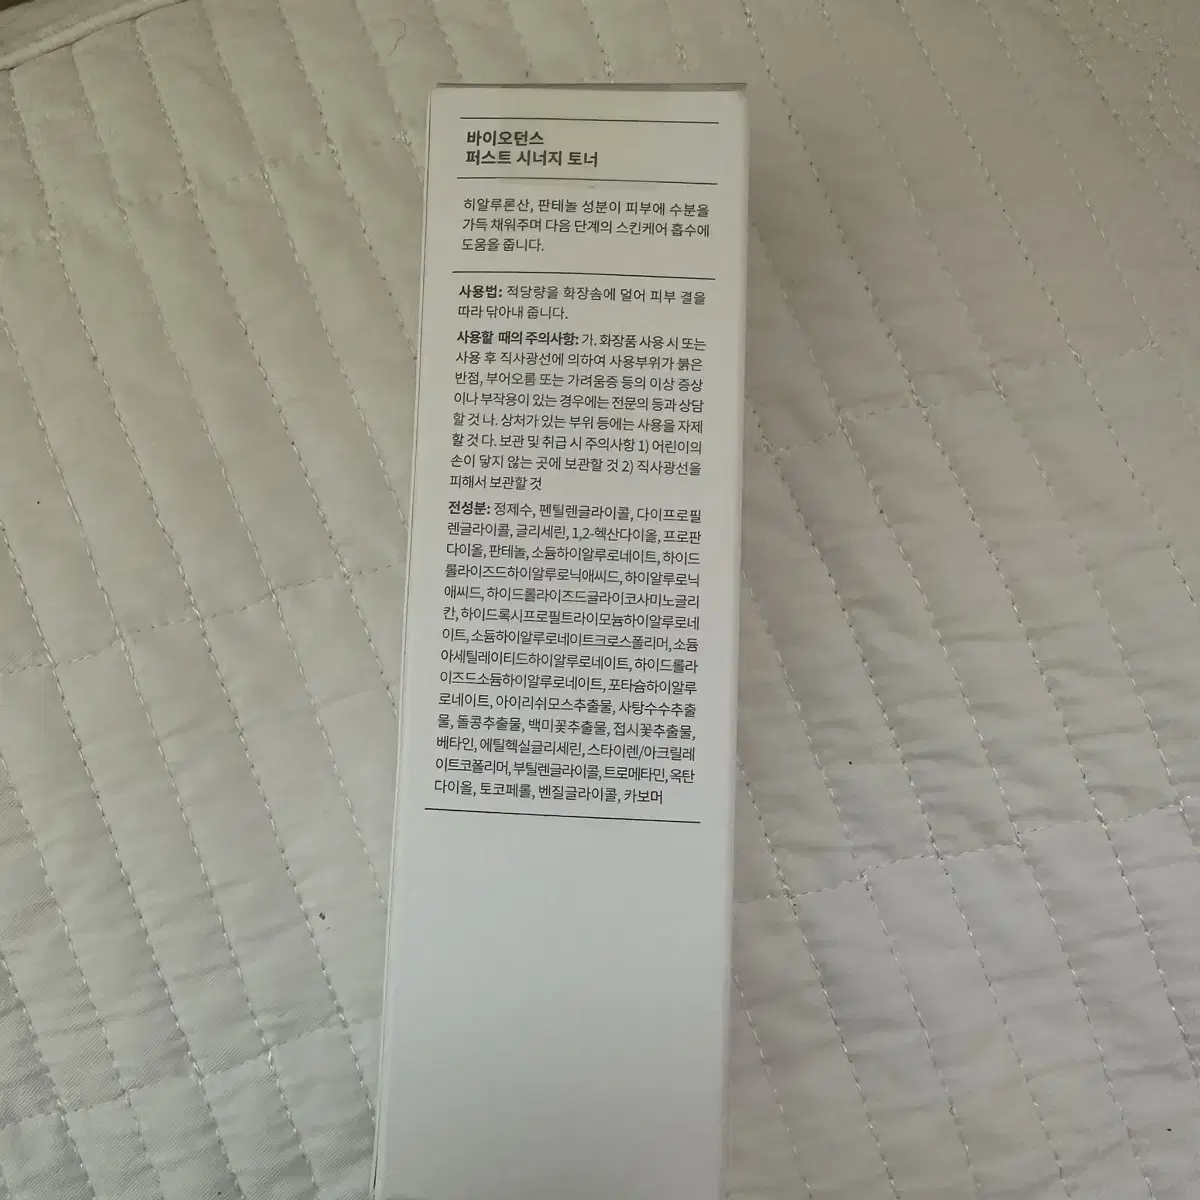 바이오던스
퍼스트 시너지 토너
히알루론산, 판테놀 성분이 피부에 수분을
가득 채워주며 다음 단계의 스킨케어 흡수에
도움을 줍니다.
사용법: 적당량을 화장솜에 덜어 피부 결을
따라 닦아내 줍니다.
사용할 때의 주의사항: 가. 화장품 사용 시 또는
사용 후 직사광선에 의하여 사용부위가 붉은
반점, 부어오름 또는 가려움증 등의 이상 증상
이나 부작용이 있는 경우에는 전문의 등과 상담
할 것 나. 상처가 있는 부위 등에는 사용을 자제
할 것 다. 보관 및 취급 시 주의사항 1) 어린이의
손이 닿지 않는 곳에 보관할 것 2) 직사광선을
피해서 보관할 것
전성분: 정제수, 펜틸렌글라이콜, 다이프로필
렌글라이콜, 글리세린, 1,2-헥산다이올, 프로판
다이올, 판테놀, 소듐하이알루로네이트, 하이드
롤라이즈드하이알루로닉애씨드, 하이알루로닉
애씨드, 하이드롤라이즈드글라이코사미노글리
칸, 하이드록시프로필트라이모늄하이알루로네
이트, 소듐하이알루로네이트크로스폴리머, 소듐
아세틸레이티드하이알루로네이트, 하이드롤라
이즈드소듐하이알루로네이트, 포타슘하이알루
로네이트, 아이리쉬모스추출물, 사탕수수추출
물, 돌콩추출물, 백미꽃추출물, 접시꽃추출물,
베타인, 에틸헥실글리세린, 스타이렌/아크릴레
이트코폴리머, 부틸렌글라이콜, 트로메타민, 옥탄
다이올, 토코페롤, 벤질글라이콜, 카보머